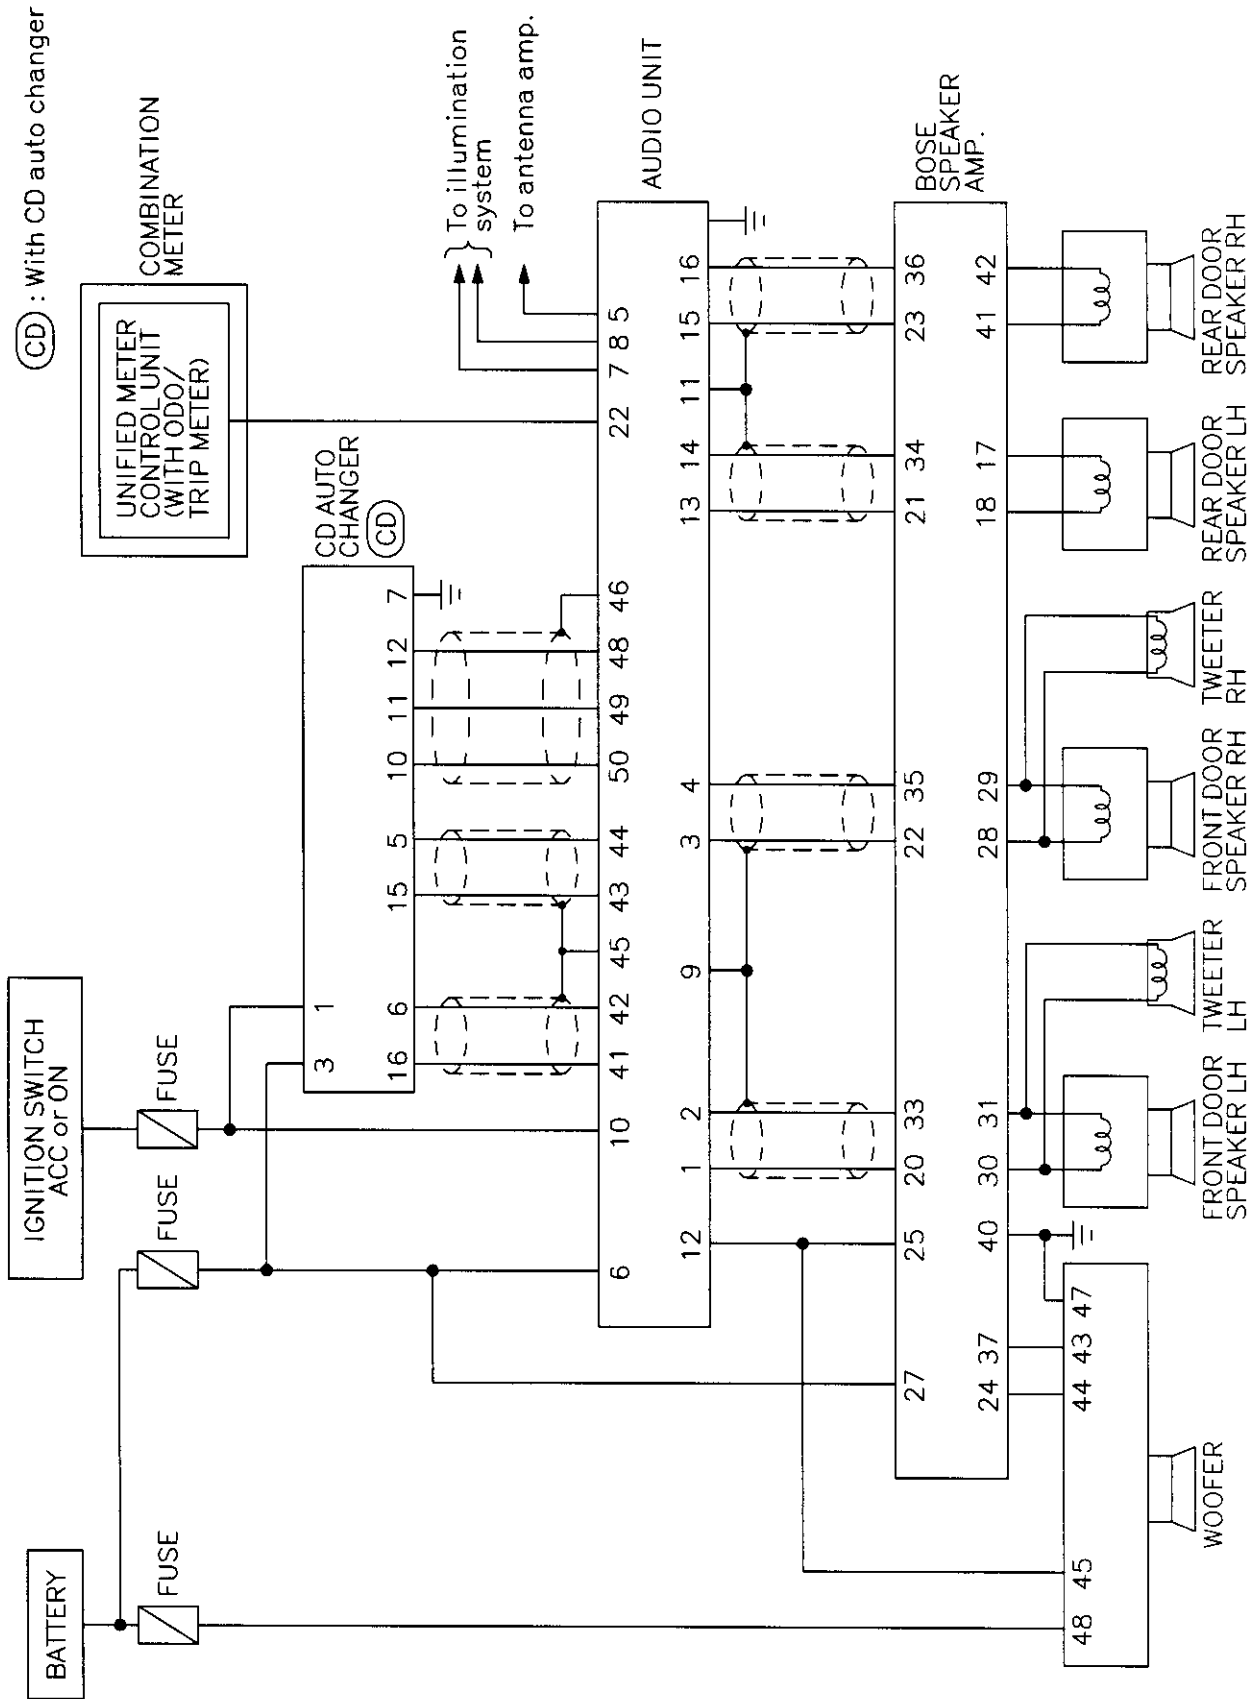 CD : With CD auto changer
BATTERY
IGNITION SWITCH
ACC or ON
FUSE
FUSE
FUSE
UNIFIED METER
CONTROL UNIT
(WITH ODO/
TRIP METER)
COMBINATION
METER
3 1
CD AUTO
CHANGER
CD
16 6 15 5 10 11 12 7
To illumination
system
To antenna amp.
6 10 41 42 45 43 44 50 49 48 46 22 7 8 5
AUDIO UNIT
12 1 2 9 3 4 13 14 11 15 16
27 25 20 33 22 35 21 34 23 36
BOSE
SPEAKER
AMP.
24 37 40 30 31 28 29 18 17 41 42
48 45 44 43 47
WOOFER
FRONT DOOR
SPEAKER LH
TWEETER
LH
FRONT DOOR
SPEAKER RH
TWEETER
RH
REAR DOOR
SPEAKER LH
REAR DOOR
SPEAKER RH